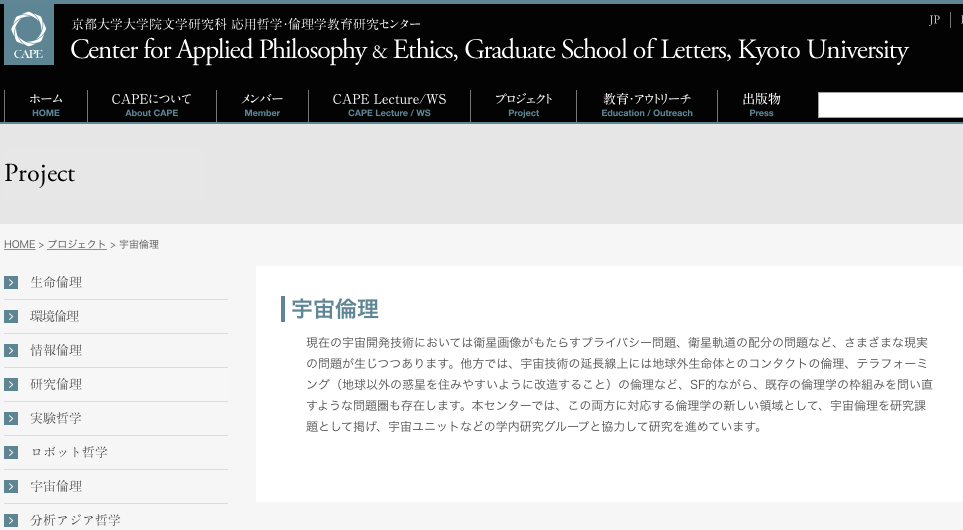 京都大学大学院文学研究科 応用哲学・倫理学教育研究センター
Center for Applied Philosophy & Ethics, Graduate School of Letters, Kyoto University
CAPE
JP
ホーム
HOME
CAPEについて
About CAPE
メンバー
Member
CAPE Lecture/WS
CAPE Lecture / WS
プロジェクト
Project
教育・アウトリーチ
Education / Outreach
出版物
Press
Project
HOME > プロジェクト > 宇宙倫理
生命倫理
環境倫理
情報倫理
研究倫理
実験哲学
ロボット哲学
宇宙倫理
分析アジア哲学
宇宙倫理
現在の宇宙開発技術においては衛星画像がもたらすプライバシー問題、衛星軌道の配分の問題など、さまざまな現実
の問題が生じつつあります。他方では、宇宙技術の延長線上には地球外生命体とのコンタクトの倫理、テラフォーミ
ング（地球以外の惑星を住みやすいように改造すること）の倫理など、SF的ながら、既存の倫理学の枠組みを問い直
すような問題圏も存在します。本センターでは、この両方に対応する倫理学の新しい領域として、宇宙倫理を研究課
題として掲げ、宇宙ユニットなどの学内研究グループと協力して研究を進めています。